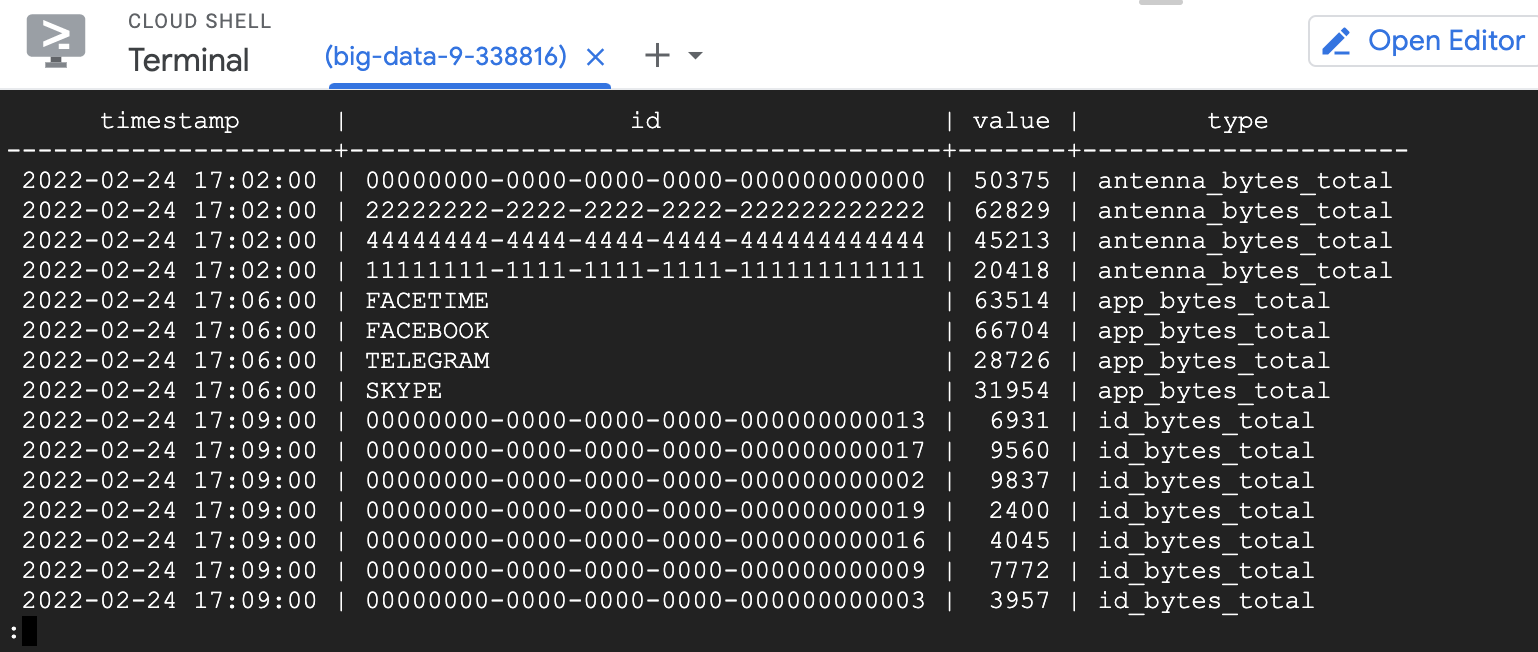 CLOUD SHELL
Terminal
(big-data-9-338816)
Open Editor
timestamp | id | value | type
---------------------+--------------------------------------+-------+---------------------
2022-02-24 17:02:00 | 00000000-0000-0000-0000-000000000000 | 50375 | antenna_bytes_total
2022-02-24 17:02:00 | 22222222-2222-2222-2222-222222222222 | 62829 | antenna_bytes_total
2022-02-24 17:02:00 | 44444444-4444-4444-4444-444444444444 | 45213 | antenna_bytes_total
2022-02-24 17:02:00 | 11111111-1111-1111-1111-111111111111 | 20418 | antenna_bytes_total
2022-02-24 17:06:00 | FACETIME | 63514 | app_bytes_total
2022-02-24 17:06:00 | FACEBOOK | 66704 | app_bytes_total
2022-02-24 17:06:00 | TELEGRAM | 28726 | app_bytes_total
2022-02-24 17:06:00 | SKYPE | 31954 | app_bytes_total
2022-02-24 17:09:00 | 00000000-0000-0000-0000-000000000013 | 6931 | id_bytes_total
2022-02-24 17:09:00 | 00000000-0000-0000-0000-000000000017 | 9560 | id_bytes_total
2022-02-24 17:09:00 | 00000000-0000-0000-0000-000000000002 | 9837 | id_bytes_total
2022-02-24 17:09:00 | 00000000-0000-0000-0000-000000000019 | 2400 | id_bytes_total
2022-02-24 17:09:00 | 00000000-0000-0000-0000-000000000016 | 4045 | id_bytes_total
2022-02-24 17:09:00 | 00000000-0000-0000-0000-000000000009 | 7772 | id_bytes_total
2022-02-24 17:09:00 | 00000000-0000-0000-0000-000000000003 | 3957 | id_bytes_total
: